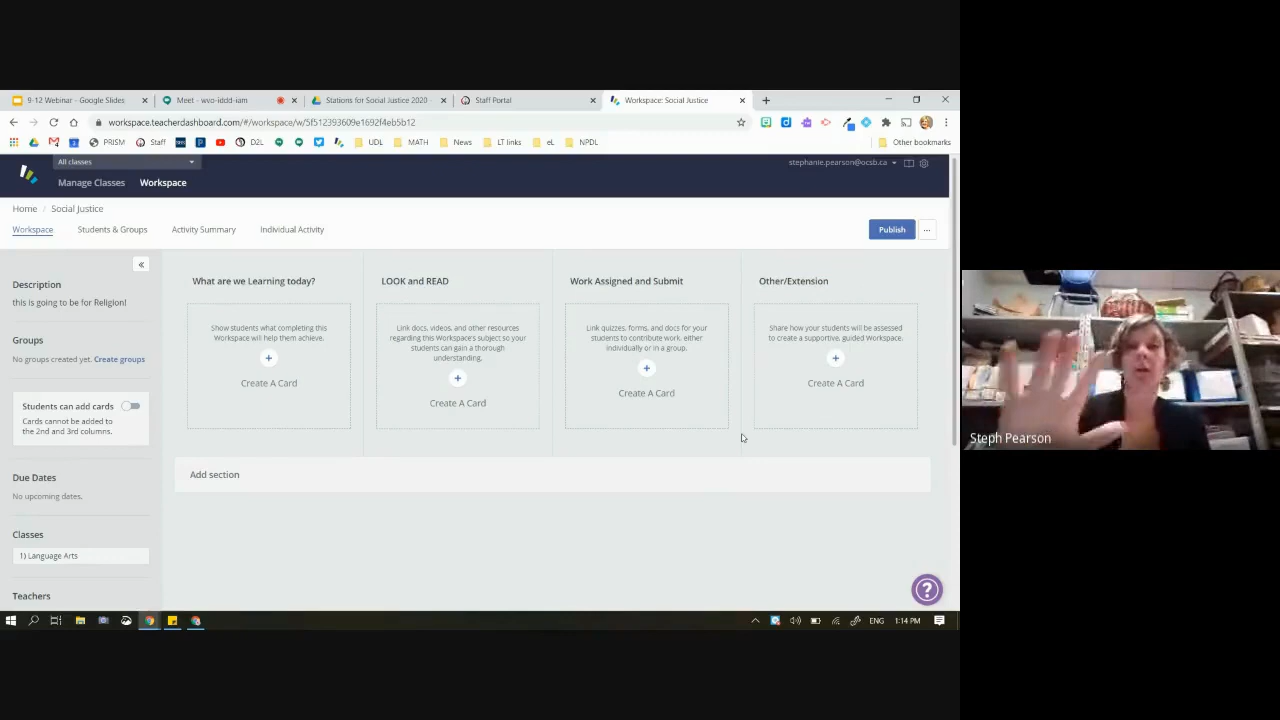 9-12 Webinar - Google Slides
Meet - wvo-iddd-iam
Stations for Social Justice 2020 -
Staff Portal
Workspace: Social Justice
workspace.teacherdashboard.com/#/workspace/w/5f512393609e1692f4eb5b12
PRISM
Staff
D2L
UDL
MATH
News
LT links
eL
NPDL
Other bookmarks
All classes
stephanie.pearson@ocsb.ca
Manage Classes
Workspace
Home / Social Justice
Workspace
Students & Groups
Activity Summary
Individual Activity
Publish
...
Description
this is going to be for Religion!
Groups
No groups created yet. Create groups
Students can add cards
Cards cannot be added to
the 2nd and 3rd columns.
Due Dates
No upcoming dates.
Classes
1) Language Arts
Teachers
What are we Learning today?
Show students what completing this
Workspace will help them achieve.
Create A Card
LOOK and READ
Link docs, videos, and other resources
regarding this Workspace's subject so your
students can gain a thorough
understanding.
Create A Card
Work Assigned and Submit
Link quizzes, forms, and docs for your
students to contribute work, either
individually or in a group.
Create A Card
Other/Extension
Share how your students will be assessed
to create a supportive, guided Workspace.
Create A Card
Add section
?
ENG
1:14 PM
Steph Pearson